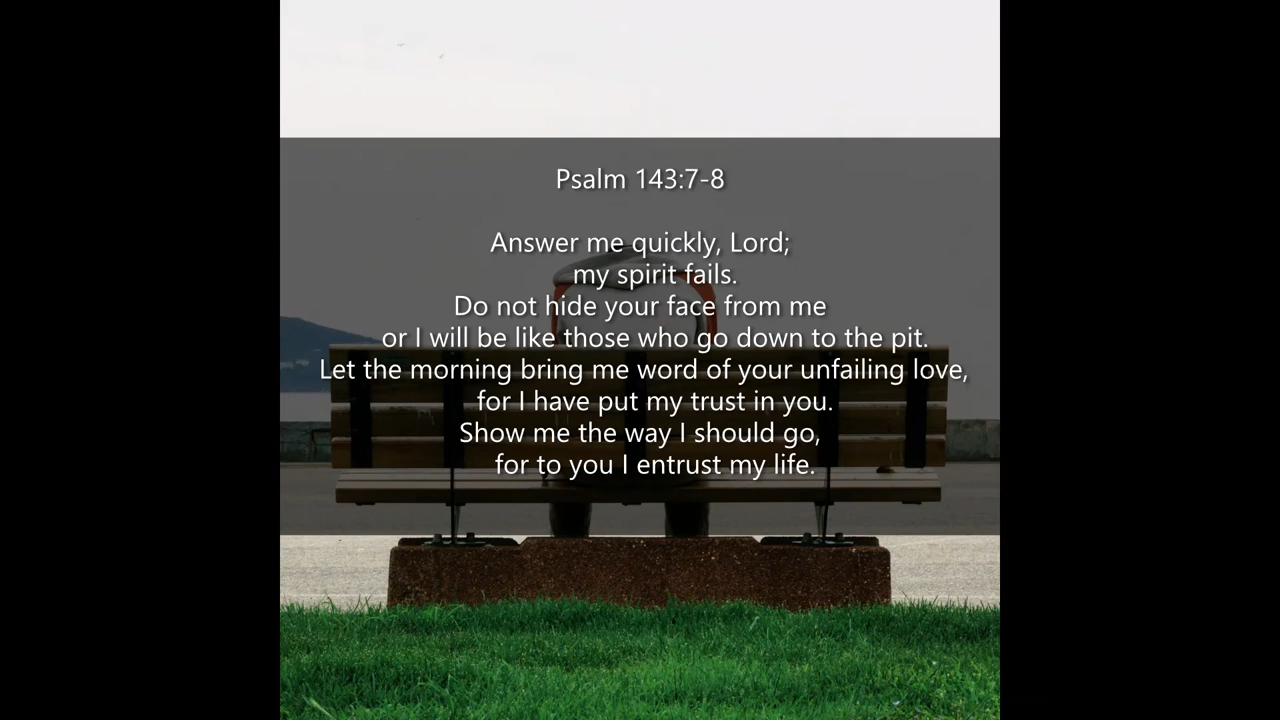 Psalm 143:7-8
Answer me quickly, Lord;
my spirit fails.
Do not hide your face from me
or I will be like those who go down to the pit.
Let the morning bring me word of your unfailing love,
for I have put my trust in you.
Show me the way I should go,
for to you I entrust my life.